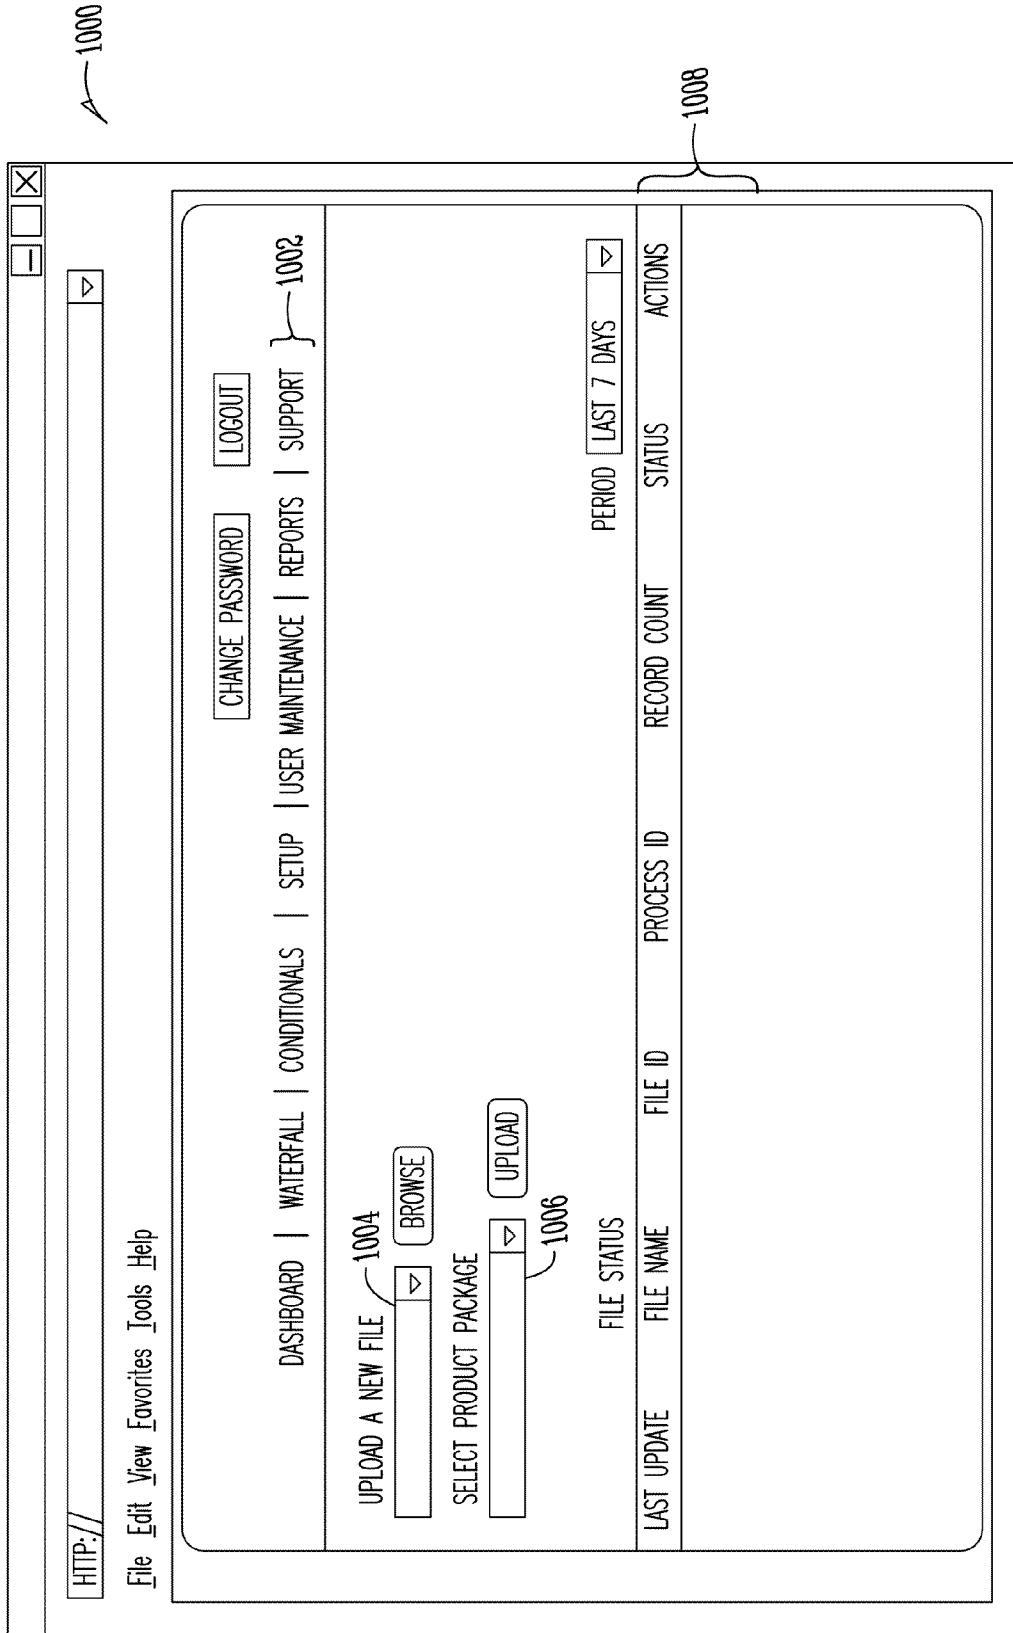 1000
HTTP://
File Edit View Favorites Tools Help
CHANGE PASSWORD LOGOUT
DASHBOARD | WATERFALL | CONDITIONALS | SETUP | USER MAINTENANCE | REPORTS | SUPPORT 1002
UPLOAD A NEW FILE
1004
BROWSE
SELECT PRODUCT PACKAGE
UPLOAD
1006
FILE STATUS PERIOD LAST 7 DAYS
LAST UPDATE FILE NAME FILE ID PROCESS ID RECORD COUNT STATUS ACTIONS
1008